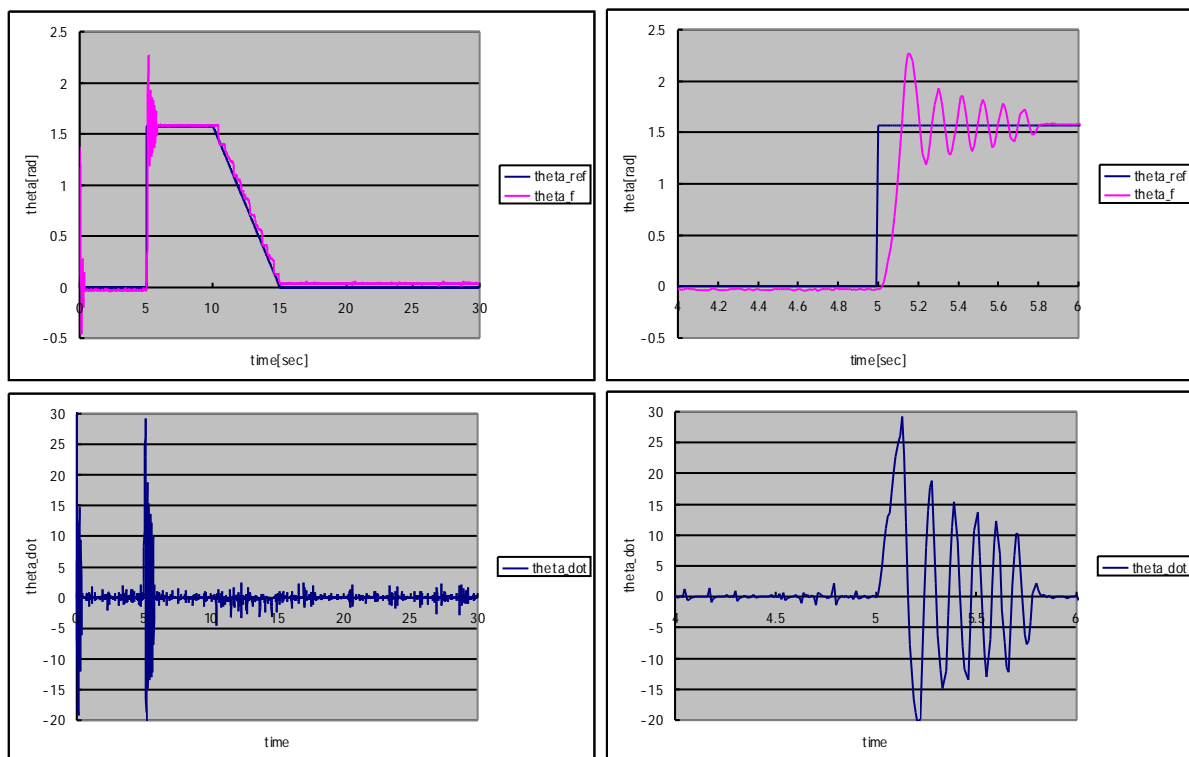 2.5
2
1.5
1
0.5
0
-0.5
0 5 10 15 20 25 30
theta[rad]
time[sec]
theta_ref
theta_f
2.5
2
1.5
1
0.5
0
-0.5
4 4.2 4.4 4.6 4.8 5 5.2 5.4 5.6 5.8 6
theta[rad]
time[sec]
theta_ref
theta_f
30
25
20
15
10
5
0
-5
-10
-15
-20
0 5 10 15 20 25 30
theta_dot
time
theta_dot
30
25
20
15
10
5
0
-5
-10
-15
-20
4 4.5 5 5.5 6
theta_dot
time
theta_dot